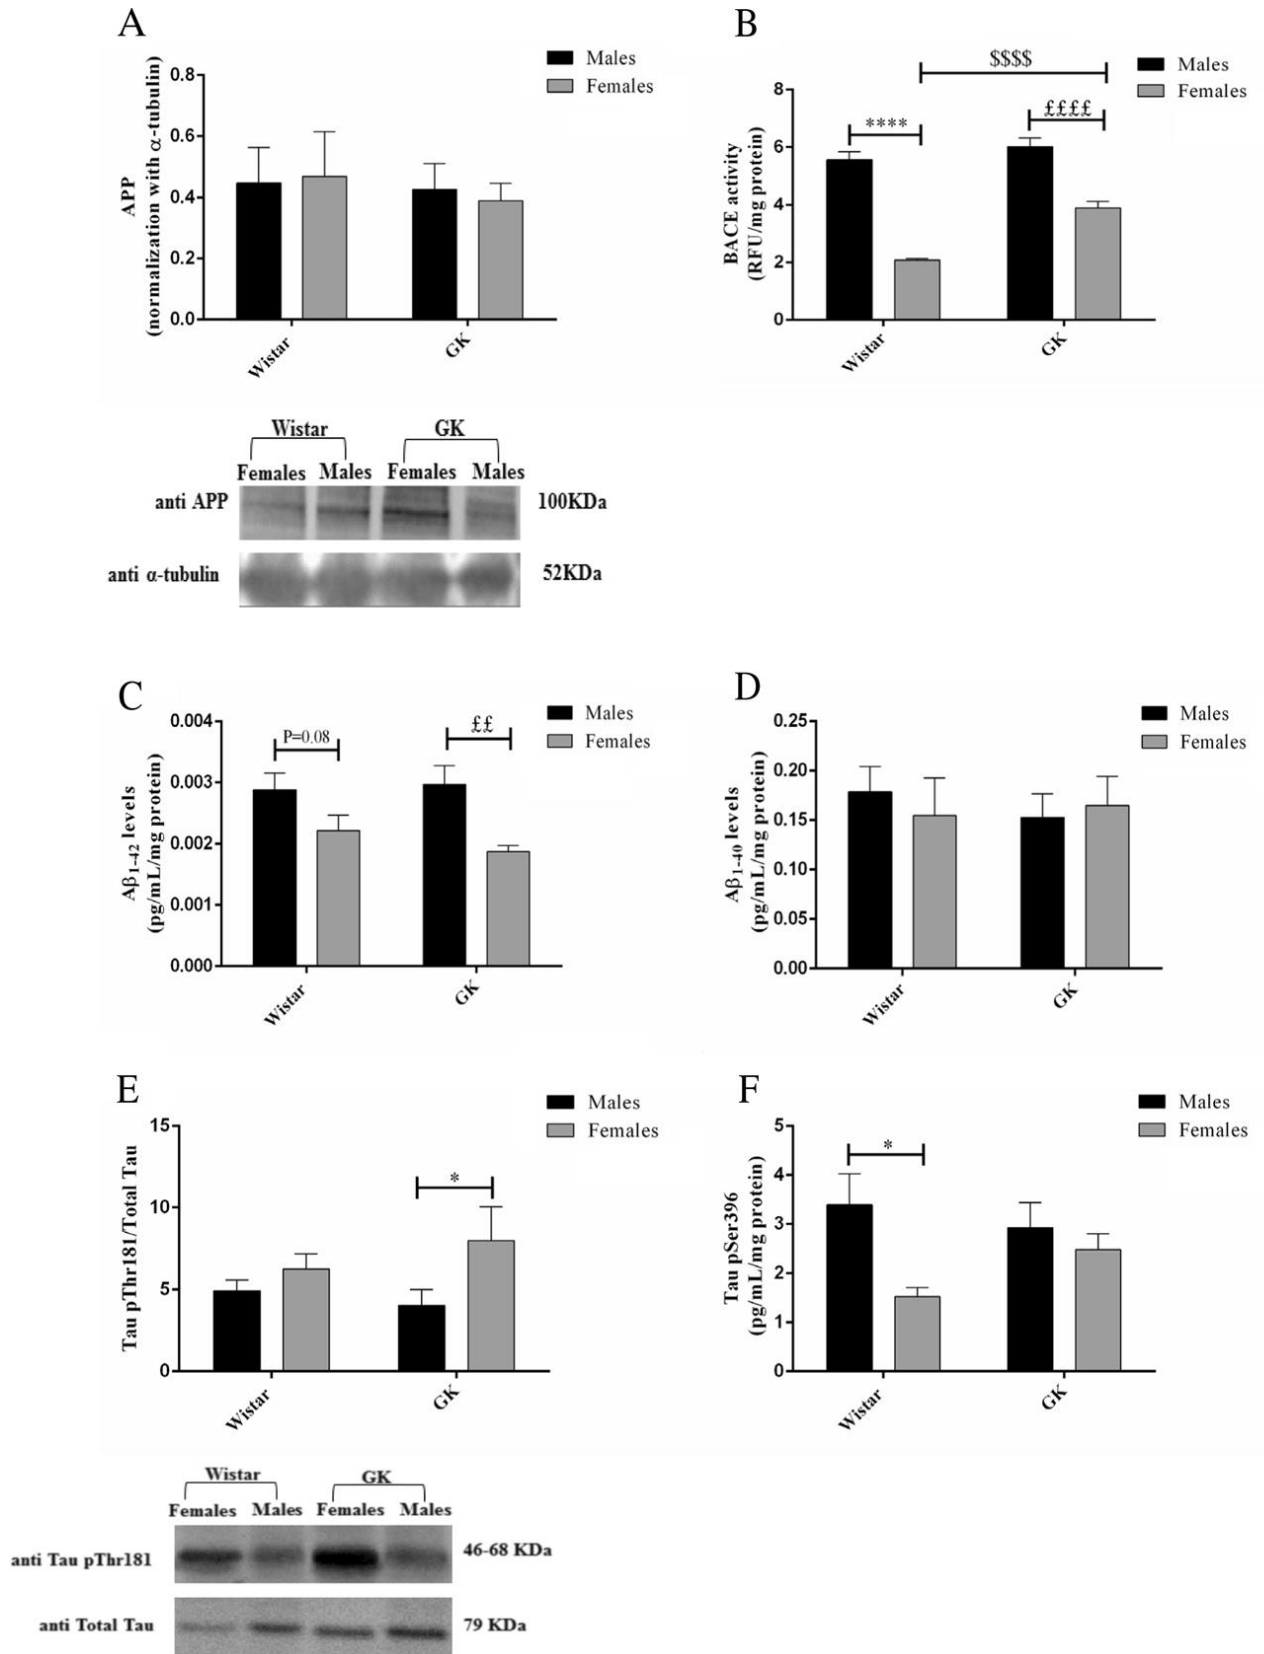 A
Males
Females
APP
(normalization with α-tubulin)
0.8
0.6
0.4
0.2
0.0
Wistar
GK
Wistar
GK
Females Males Females Males
anti APP
100KDa
anti α-tubulin
52KDa
B
Males
Females
$$$$
****
££££
BACE activity
(RFU/mg protein)
8
6
4
2
0
Wistar
GK
C
Males
Females
P=0.08
££
Aβ1-42 levels
(pg/mL/mg protein)
0.004
0.003
0.002
0.001
0.000
Wistar
GK
D
Males
Females
Aβ1-40 levels
(pg/mL/mg protein)
0.25
0.20
0.15
0.10
0.05
0.00
Wistar
GK
E
Males
Females
*
Tau pThr181/Total Tau
15
10
5
0
Wistar
GK
Wistar
GK
Females Males Females Males
anti Tau pThr181
46-68 KDa
anti Total Tau
79 KDa
F
Males
Females
*
Tau pSer396
(pg/mL/mg protein)
5
4
3
2
1
0
Wistar
GK